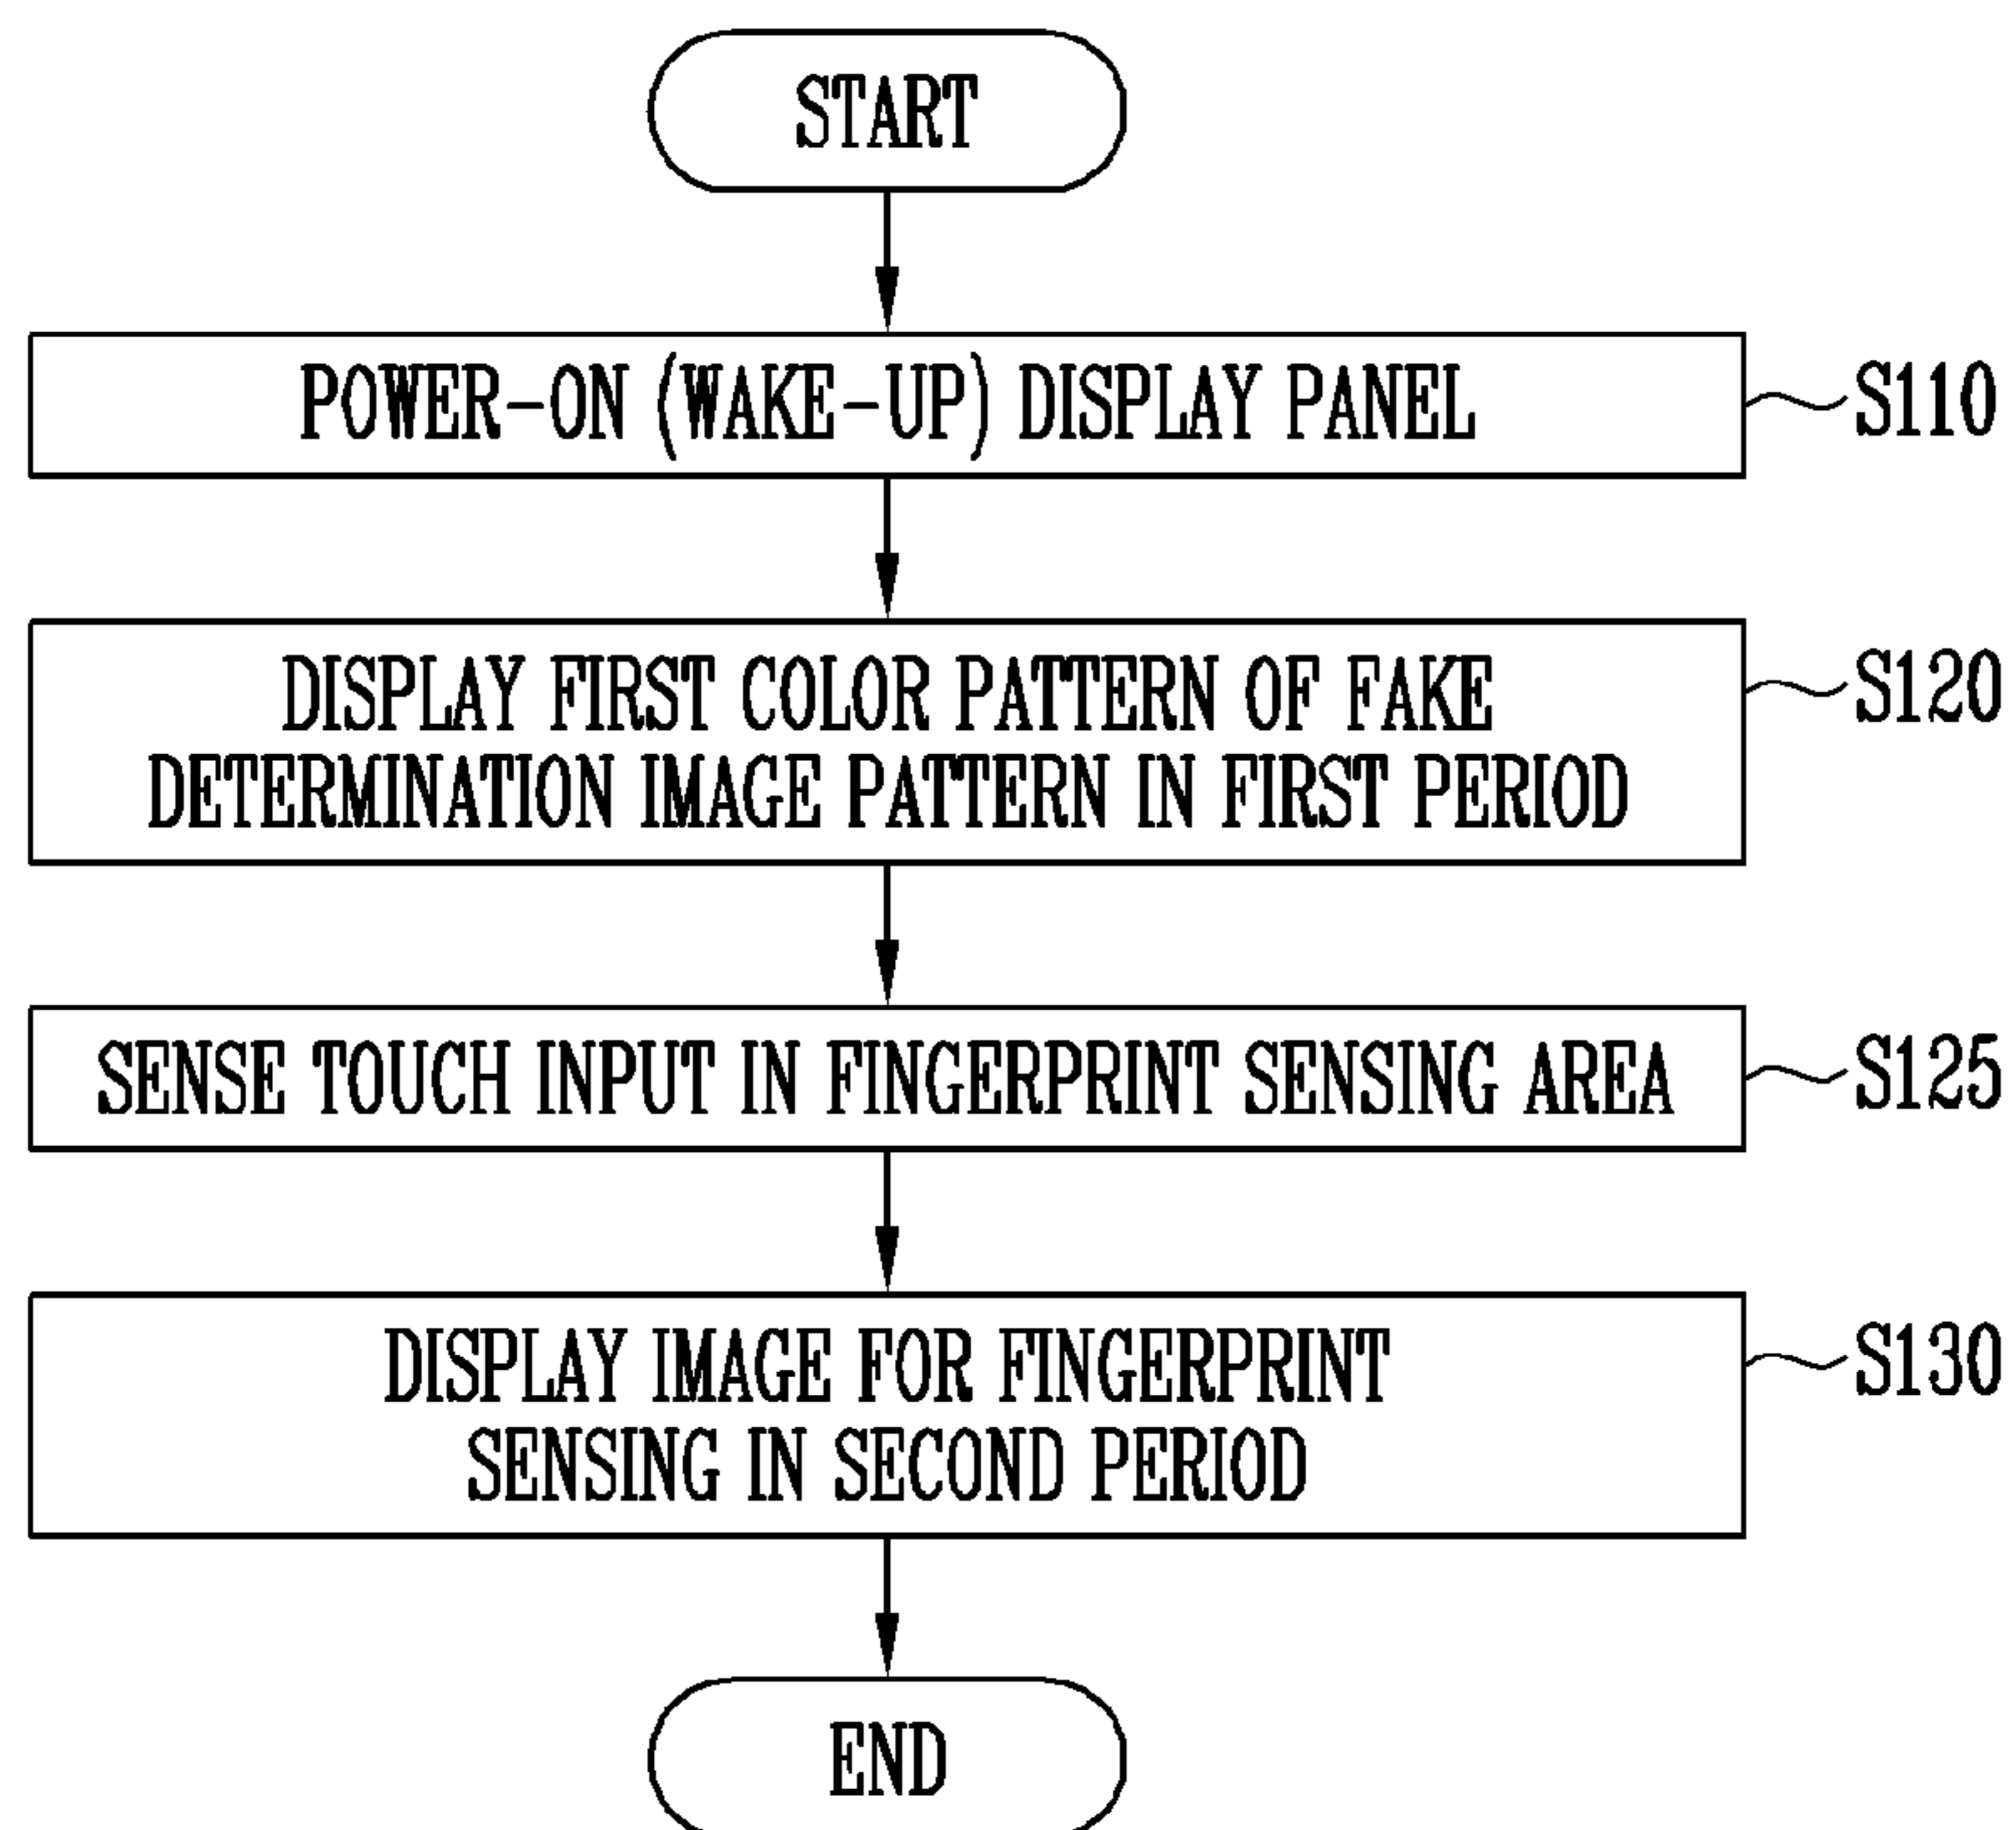 START
POWER-ON (WAKE-UP) DISPLAY PANEL
S110
DISPLAY FIRST COLOR PATTERN OF FAKE
DETERMINATION IMAGE PATTERN IN FIRST PERIOD
S120
SENSE TOUCH INPUT IN FINGERPRINT SENSING AREA
S125
DISPLAY IMAGE FOR FINGERPRINT
SENSING IN SECOND PERIOD
S130
END